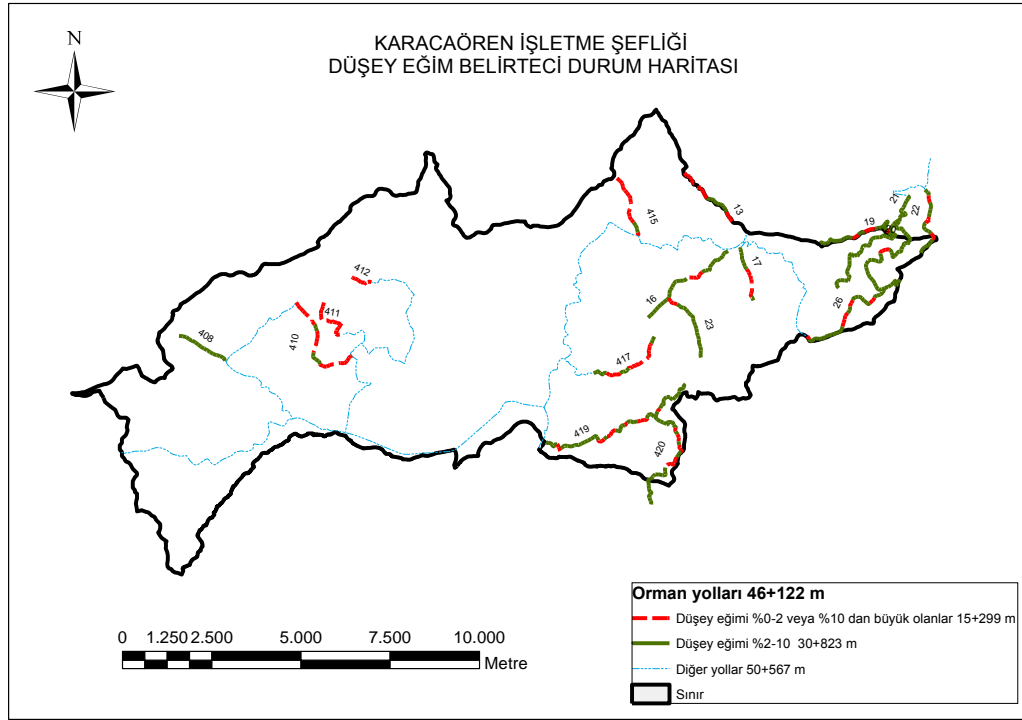 N
KARACAÖREN İŞLETME ŞEFLİĞİ
DÜŞEY EĞİM BELİRTECİ DURUM HARİTASI
415
13
19
21
22
17
412
411
410
408
16
23
26
417
419
420
0 1.250 2.500 5.000 7.500 10.000
Metre
Orman yolları 46+122 m
Düşey eğimi %0-2 veya %10 dan büyük olanlar 15+299 m
Düşey eğimi %2-10 30+823 m
Diğer yollar 50+567 m
Sınır